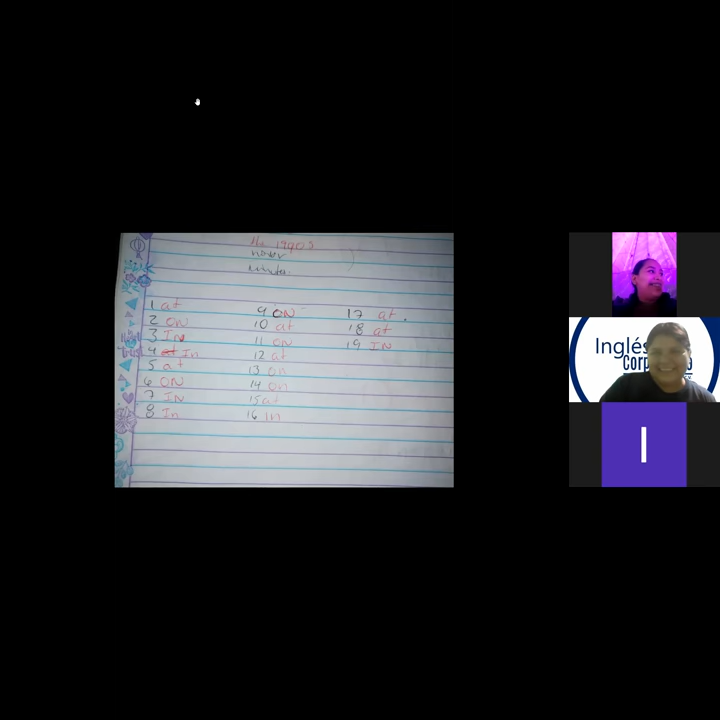 1 at
2 ON
3 IN
4 In
5 at
6 ON
7 IN
8 In
9 ON
10 at
11 ON
12 at
13 on
14 on
15 at
16 in
17 at.
18 at
19 IN
Inglés
Corp
I